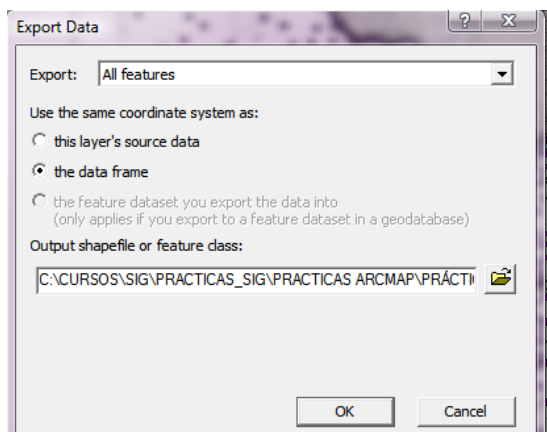 Export Data
Export: All features
Use the same coordinate system as:
this layer's source data
the data frame
the feature dataset you export the data into
(only applies if you export to a feature dataset in a geodatabase)
Output shapefile or feature class:
C:\CURSOS\SIG\PRACTICAS_SIG\PRACTICAS ARCMAP\PRÁCTI
OK Cancel